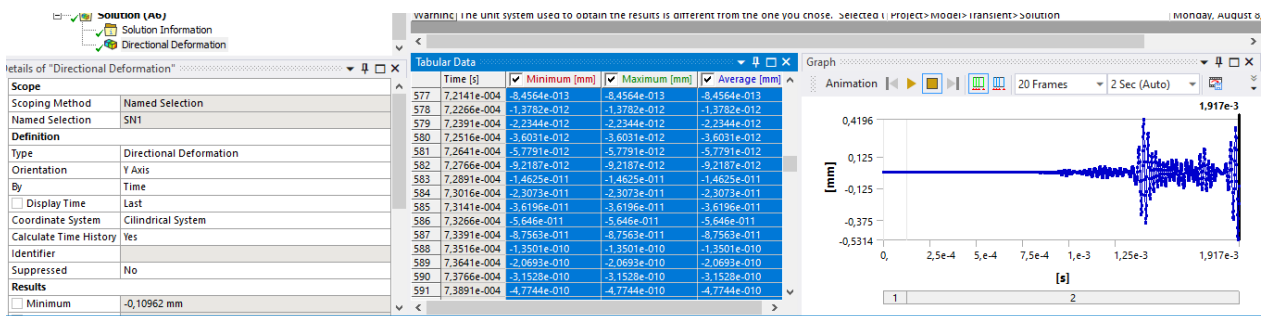 Solution (A6)
Solution Information
Directional Deformation
Warning The unit system used to obtain the results is different from the one you chose. Selected ( Project>Model>Transient>Solution Monday, August 8,
Details of "Directional Deformation"
Scope
Scoping Method Named Selection
Named Selection SN1
Definition
Type Directional Deformation
Orientation Y Axis
By Time
Display Time Last
Coordinate System Cilindrical System
Calculate Time History Yes
Identifier
Suppressed No
Results
Minimum -0,10962 mm
Tabular Data
Time [s] Minimum [mm] Maximum [mm] Average [mm]
577 7,2141e-004 -8,4564e-013 -8,4564e-013 -8,4564e-013
578 7,2266e-004 -1,3782e-012 -1,3782e-012 -1,3782e-012
579 7,2391e-004 -2,2344e-012 -2,2344e-012 -2,2344e-012
580 7,2516e-004 -3,6031e-012 -3,6031e-012 -3,6031e-012
581 7,2641e-004 -5,7791e-012 -5,7791e-012 -5,7791e-012
582 7,2766e-004 -9,2187e-012 -9,2187e-012 -9,2187e-012
583 7,2891e-004 -1,4625e-011 -1,4625e-011 -1,4625e-011
584 7,3016e-004 -2,3073e-011 -2,3073e-011 -2,3073e-011
585 7,3141e-004 -3,6196e-011 -3,6196e-011 -3,6196e-011
586 7,3266e-004 -5,646e-011 -5,646e-011 -5,646e-011
587 7,3391e-004 -8,7563e-011 -8,7563e-011 -8,7563e-011
588 7,3516e-004 -1,3501e-010 -1,3501e-010 -1,3501e-010
589 7,3641e-004 -2,0693e-010 -2,0693e-010 -2,0693e-010
590 7,3766e-004 -3,1528e-010 -3,1528e-010 -3,1528e-010
591 7,3891e-004 -4,7744e-010 -4,7744e-010 -4,7744e-010
Graph
Animation 20 Frames 2 Sec (Auto)
1,917e-3
0,4196
0,125
-0,125
-0,375
-0,5314
[mm]
0, 2,5e-4 5,e-4 7,5e-4 1,e-3 1,25e-3 1,917e-3
[s]
1 2